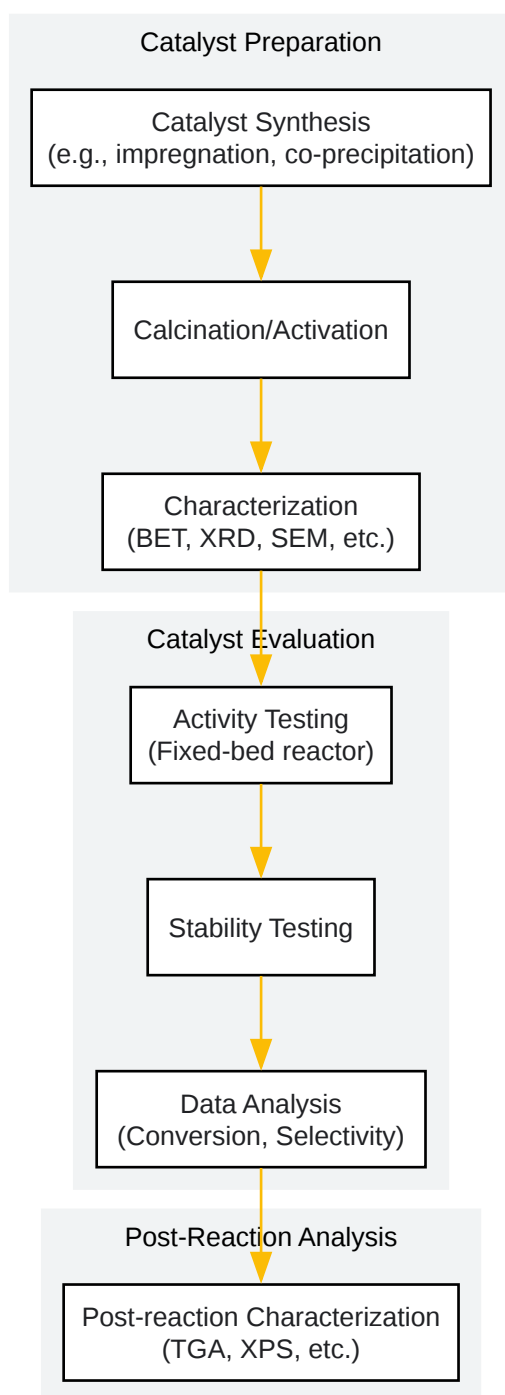 Catalyst Preparation
Catalyst Synthesis
(e.g., impregnation, co-precipitation)
Calcination/Activation
Characterization
(BET, XRD, SEM, etc.)
Catalyst Evaluation
Activity Testing
(Fixed-bed reactor)
Stability Testing
Data Analysis
(Conversion, Selectivity)
Post-Reaction Analysis
Post-reaction Characterization
(TGA, XPS, etc.)